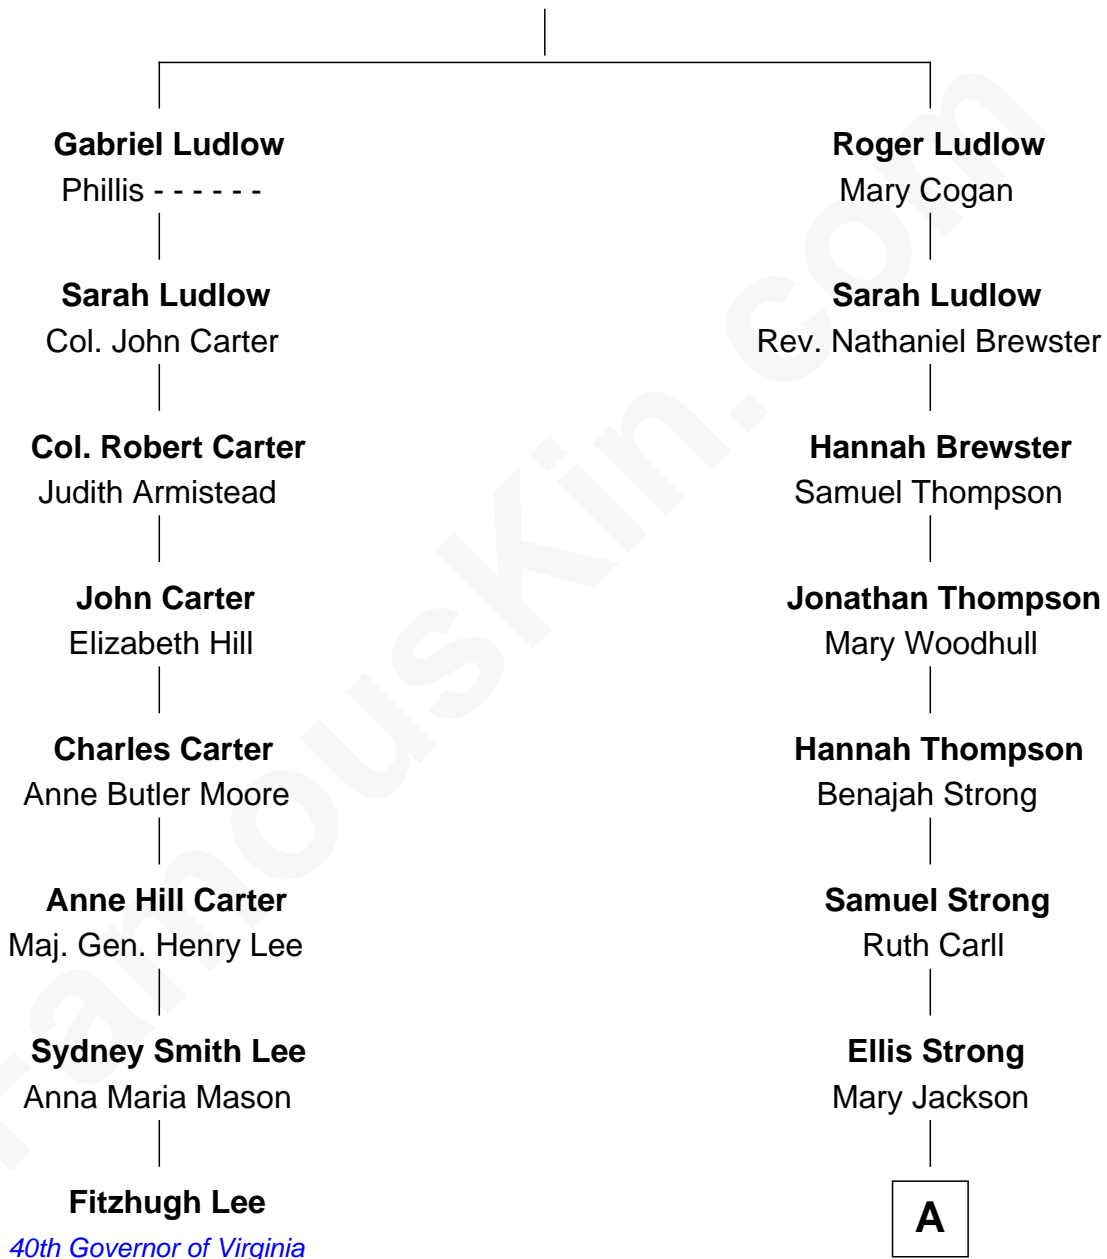 Gabriel Ludlow
Phillis - - - - - -
Sarah Ludlow
Col. John Carter
Col. Robert Carter
Judith Armistead
John Carter
Elizabeth Hill
Charles Carter
Anne Butler Moore
Anne Hill Carter
Maj. Gen. Henry Lee
Sydney Smith Lee
Anna Maria Mason
Fitzhugh Lee
40th Governor of Virginia
Roger Ludlow
Mary Cogan
Sarah Ludlow
Rev. Nathaniel Brewster
Hannah Brewster
Samuel Thompson
Jonathan Thompson
Mary Woodhull
Hannah Thompson
Benajah Strong
Samuel Strong
Ruth Carll
Ellis Strong
Mary Jackson
A
FamousKin.com